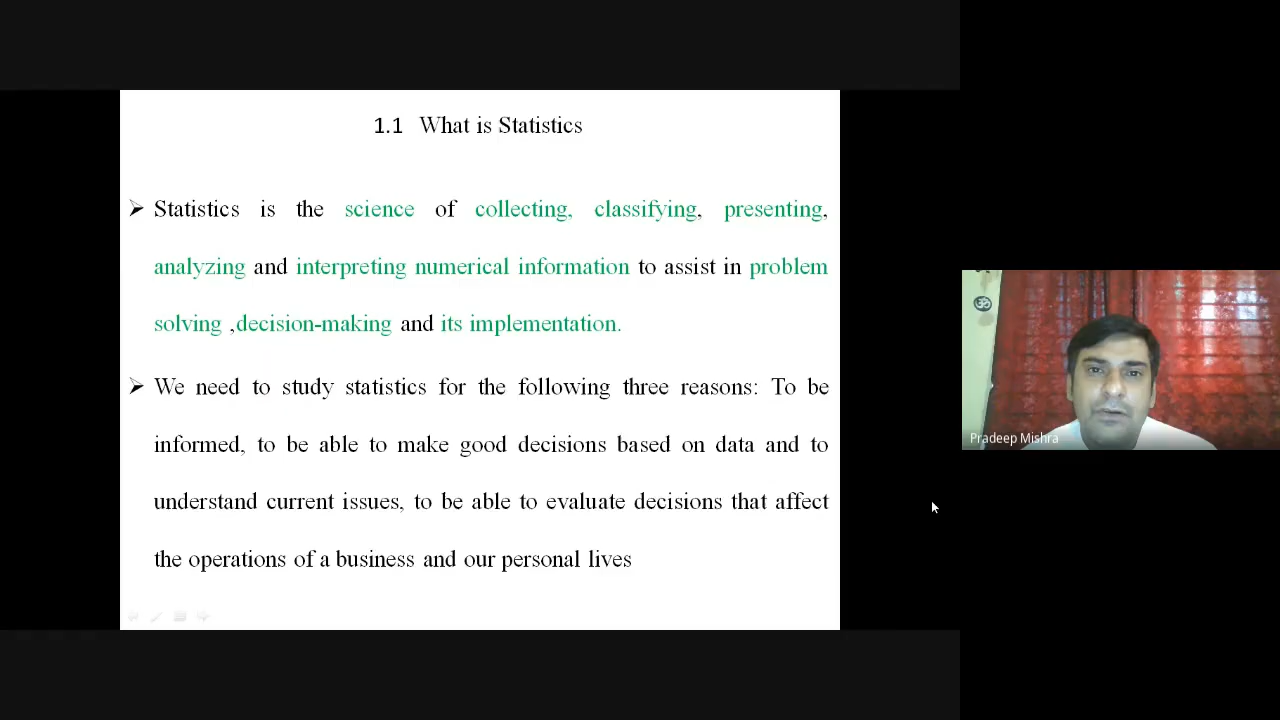 1.1 What is Statistics
➢ Statistics is the science of collecting, classifying, presenting,
analyzing and interpreting numerical information to assist in problem
solving ,decision-making and its implementation.
➢ We need to study statistics for the following three reasons: To be
informed, to be able to make good decisions based on data and to
understand current issues, to be able to evaluate decisions that affect
the operations of a business and our personal lives
ॐ
Pradeep Mishra